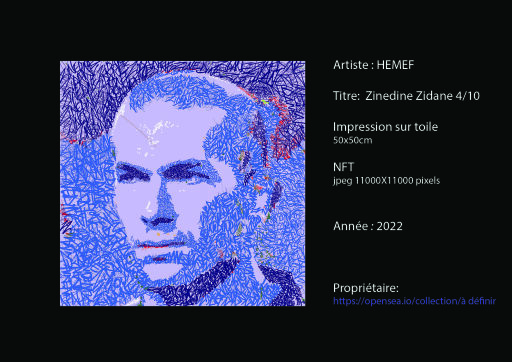 Artiste : HEMEF
Titre: Zinedine Zidane 4/10
Impression sur toile
50x50cm
NFT
jpeg 11000X11000 pixels
Année : 2022
Propriétaire:
https://opensea.io/collection/à définir